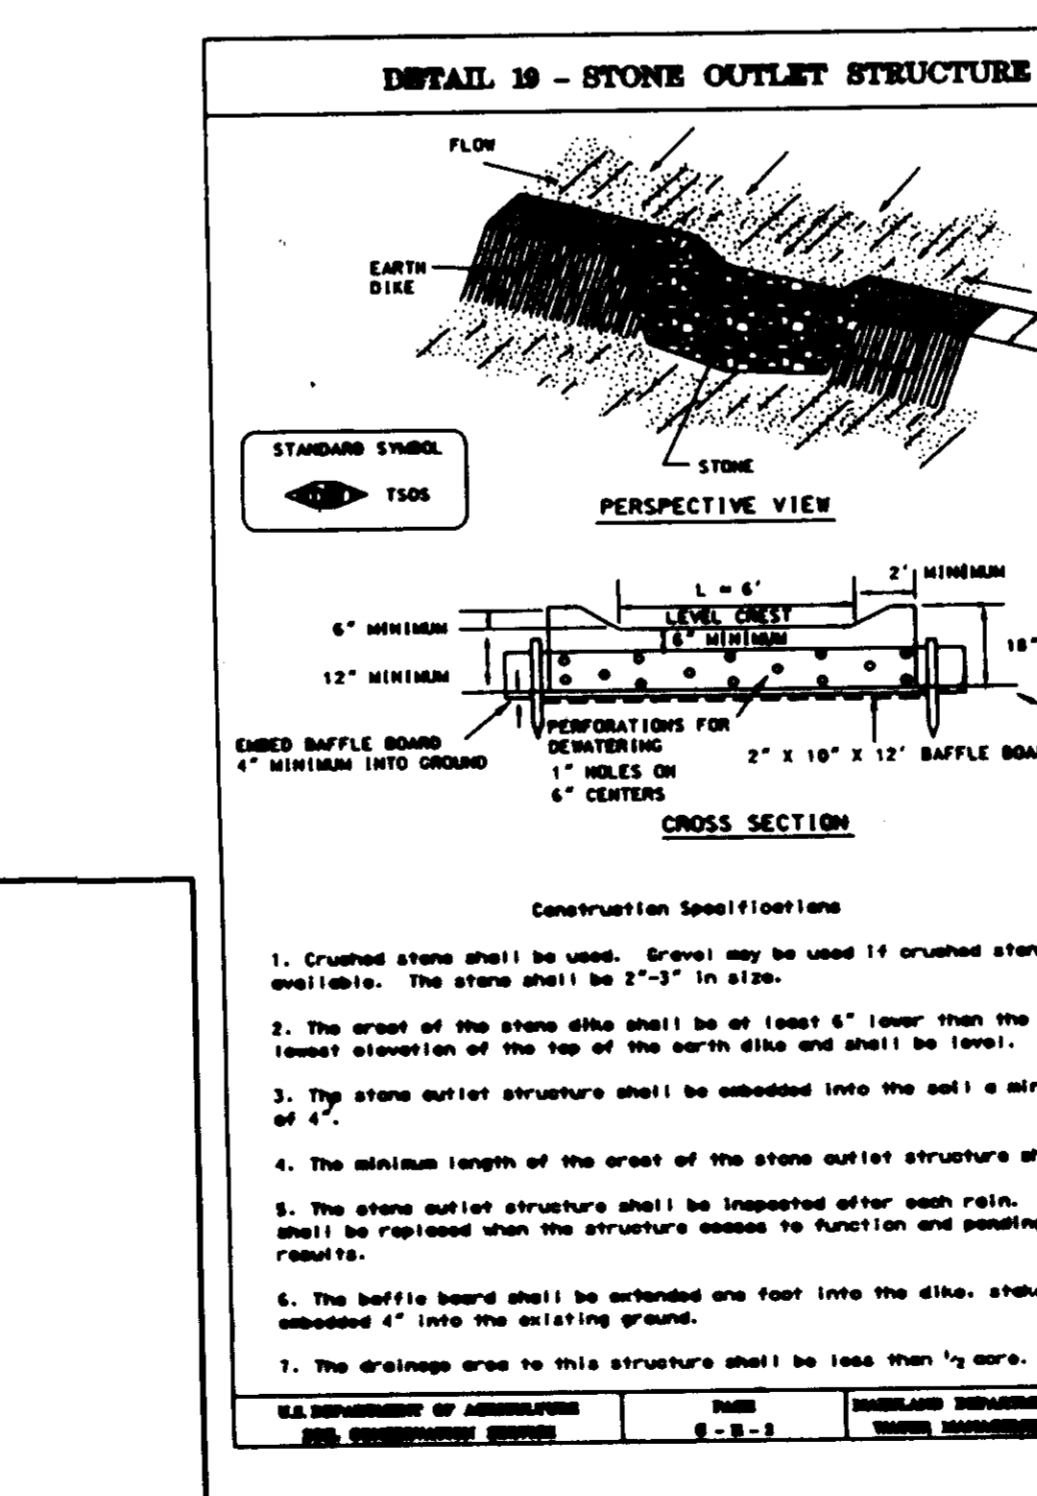 DETAIL 19 - STONE OUTLET STRUCTURE
FLOW
EARTH
DIKE
STANDARD SYMBOL
TSOS
STONE
PERSPECTIVE VIEW
2' MINIMUM
L = 6'
LEVEL CREST
6" MINIMUM
6" MINIMUM
18"
12" MINIMUM
EMBED BAFFLE BOARD
4" MINIMUM INTO GROUND
PERFORATIONS FOR
DEWATERING
1" HOLES ON
6" CENTERS
2" X 10" X 12' BAFFLE
CROSS SECTION
Construction Specifications
1. Crushed stone shall be used. Gravel may be used if crushed
available. The stone shall be 2"-3" in size.
2. The crest of the stone dike shall be at least 6" lower than the
lowest elevation of the top of the earth dike and shall be level.
3. The stone outlet structure shall be embedded into the soil a
of 4".
4. The minimum length of the crest of the stone outlet structure
5. The stone outlet structure shall be inspected after each rain.
shall be replaced when the structure ceases to function and
results.
6. The baffle board shall be extended one foot into the dike.
embedded 4" into the existing ground.
7. The drainage area to this structure shall be less than 1/2 acre.
U.S. DEPARTMENT OF AGRICULTURE
SOIL CONSERVATION SERVICE
PAGE
MARYLAND
WATER